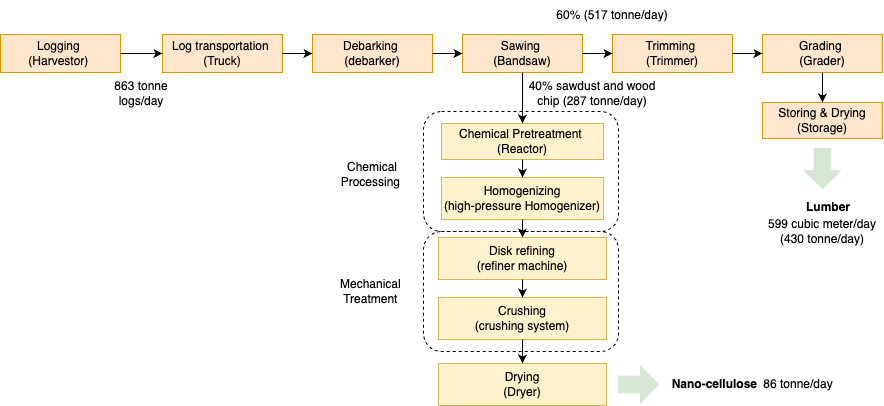 60% (517 tonne/day)
Logging
(Harvestor)
Log transportation
(Truck)
Debarking
(debarker)
Sawing
(Bandsaw)
Trimming
(Trimmer)
Grading
(Grader)
863 tonne
logs/day
40% sawdust and wood
chip (287 tonne/day)
Storing & Drying
(Storage)
Chemical Pretreatment
(Reactor)
Chemical
Processing
Homogenizing
(high-pressure Homogenizer)
Lumber
599 cubic meter/day
(430 tonne/day)
Disk refining
(refiner machine)
Mechanical
Treatment
Crushing
(crushing system)
Drying
(Dryer)
Nano-cellulose 86 tonne/day